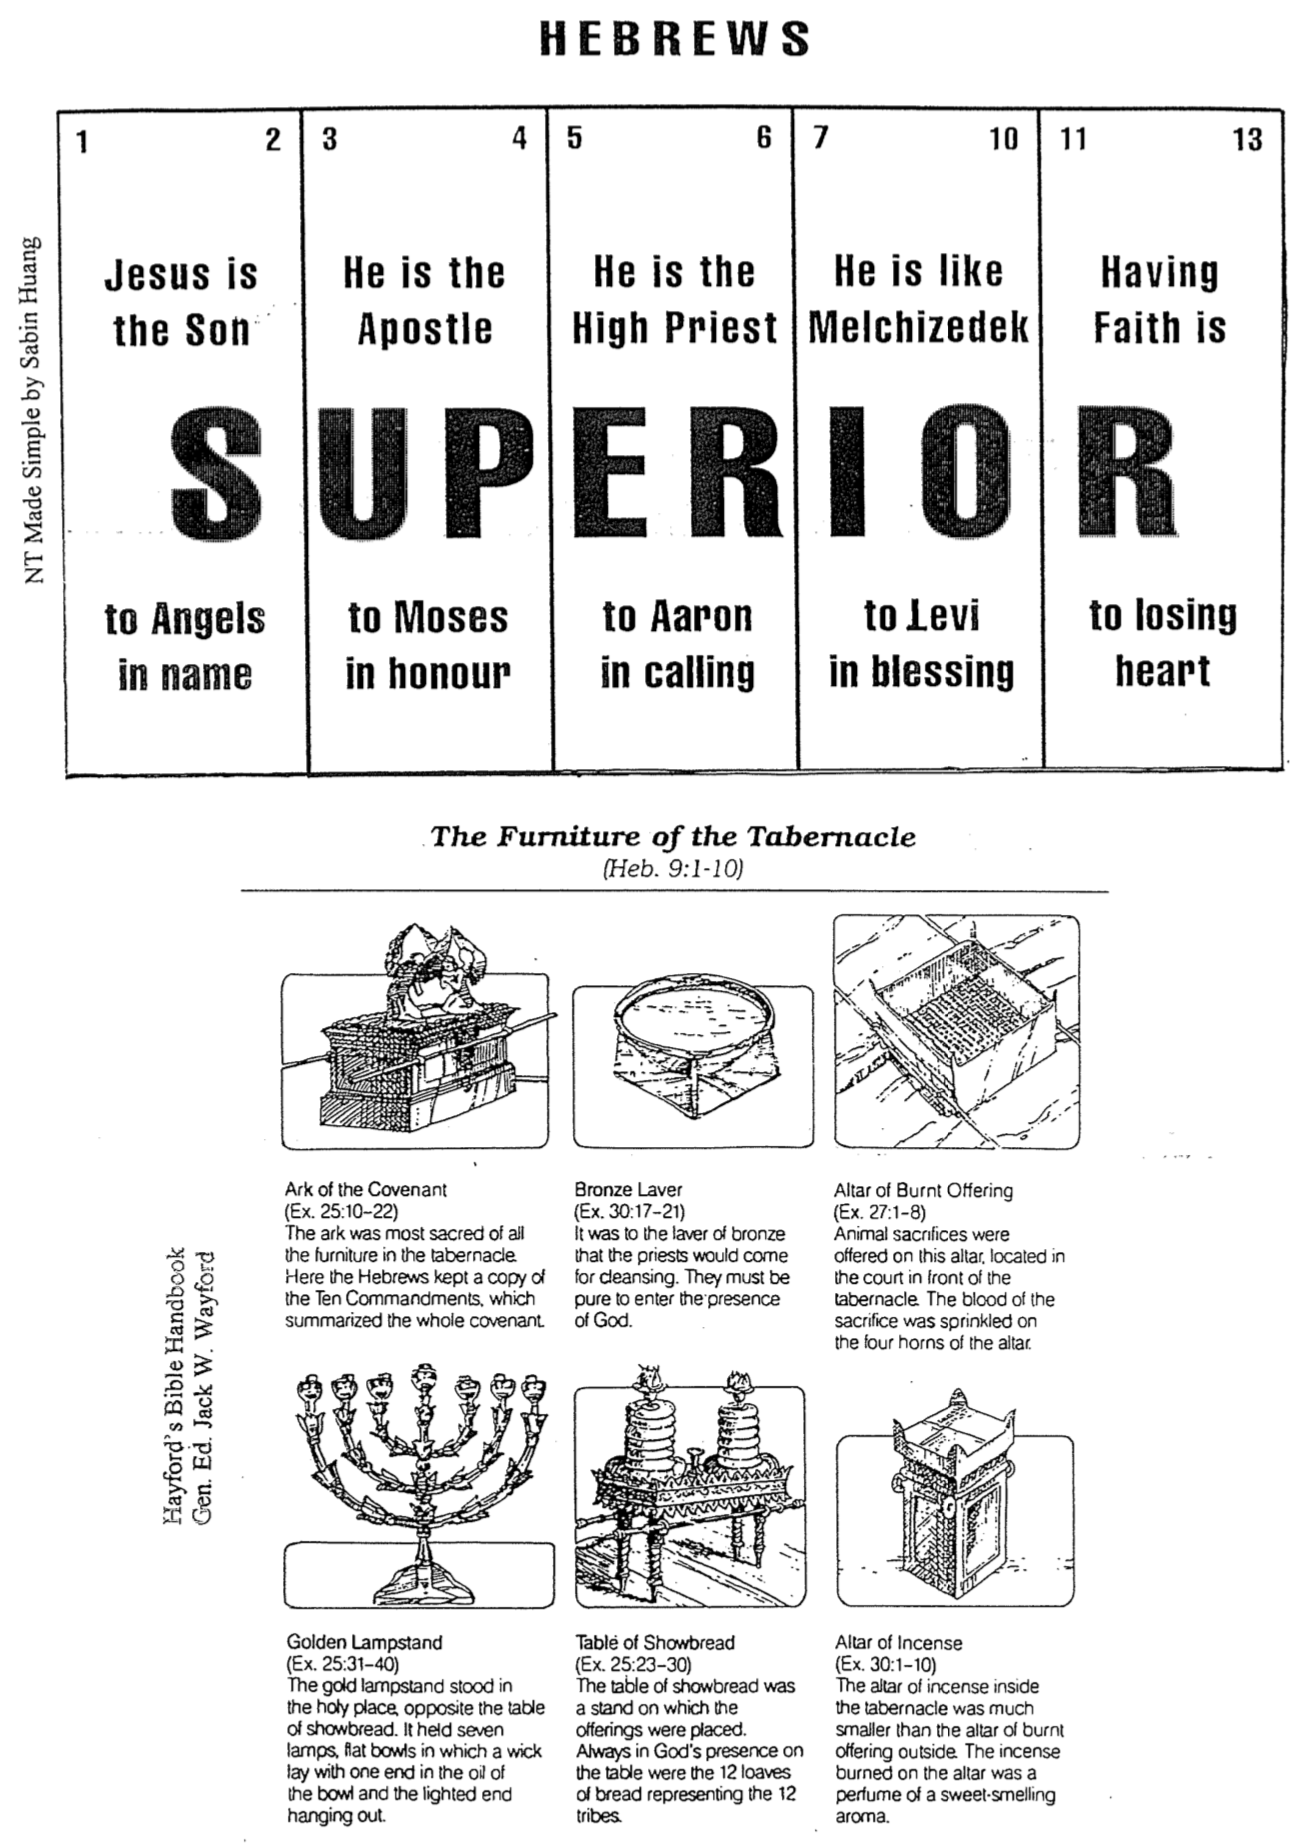 HEBREWS
1 2
Jesus is
the Son
to Angels
in name
3 4
He is the
Apostle
to Moses
in honour
5 6
He is the
High Priest
to Aaron
in calling
7 10
He is like
Melchizedek
to Levi
in blessing
11 13
Having
Faith is
to losing
heart
SUPERIOR
NT Made Simple by Sabin Huang
The Furniture of the Tabernacle
(Heb. 9:1-10)
Ark of the Covenant
(Ex. 25:10–22)
The ark was most sacred of all
the furniture in the tabernacle.
Here the Hebrews kept a copy of
the Ten Commandments, which
summarized the whole covenant.
Bronze Laver
(Ex. 30:17–21)
It was to the laver of bronze
that the priests would come
for cleansing. They must be
pure to enter the presence
of God.
Altar of Burnt Offering
(Ex. 27:1–8)
Animal sacrifices were
offered on this altar, located in
the court in front of the
tabernacle. The blood of the
sacrifice was sprinkled on
the four horns of the altar.
Golden Lampstand
(Ex. 25:31–40)
The gold lampstand stood in
the holy place, opposite the table
of showbread. It held seven
lamps, flat bowls in which a wick
lay with one end in the oil of
the bowl and the lighted end
hanging out.
Table of Showbread
(Ex. 25:23–30)
The table of showbread was
a stand on which the
offerings were placed.
Always in God's presence on
the table were the 12 loaves
of bread representing the 12
tribes.
Altar of Incense
(Ex. 30:1–10)
The altar of incense inside
the tabernacle was much
smaller than the altar of burnt
offering outside. The incense
burned on the altar was a
perfume of a sweet-smelling
aroma.
Hayford's Bible Handbook
Gen. Ed. Jack W. Wayford